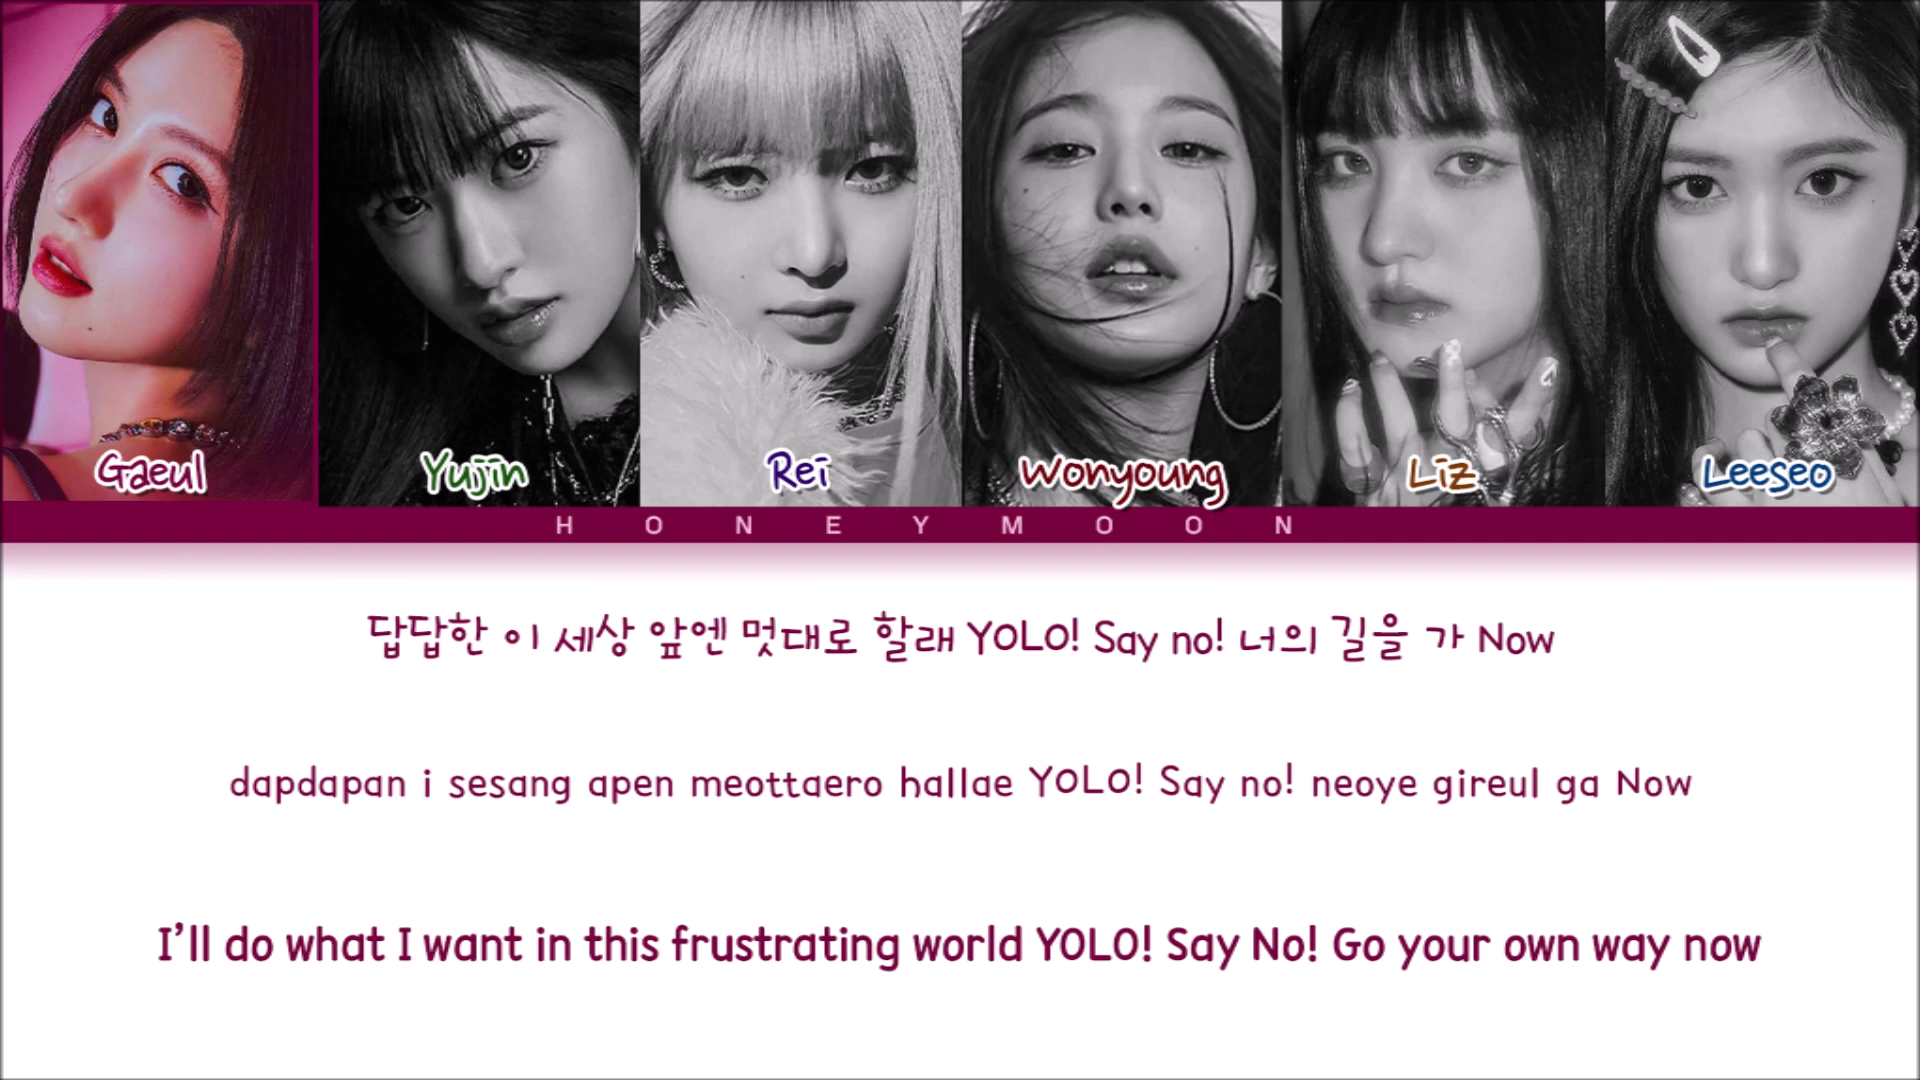 Gaeul Yujin Rei Wonyoung Liz Leeseo
HONEYMOON
답답한 이 세상 앞엔 멋대로 할래 YOLO! Say no! 너의 길을 가 Now
dapdapan i sesang apen meottaero hallae YOLO! Say no! neoye gireul ga Now
I'll do what I want in this frustrating world YOLO! Say No! Go your own way now